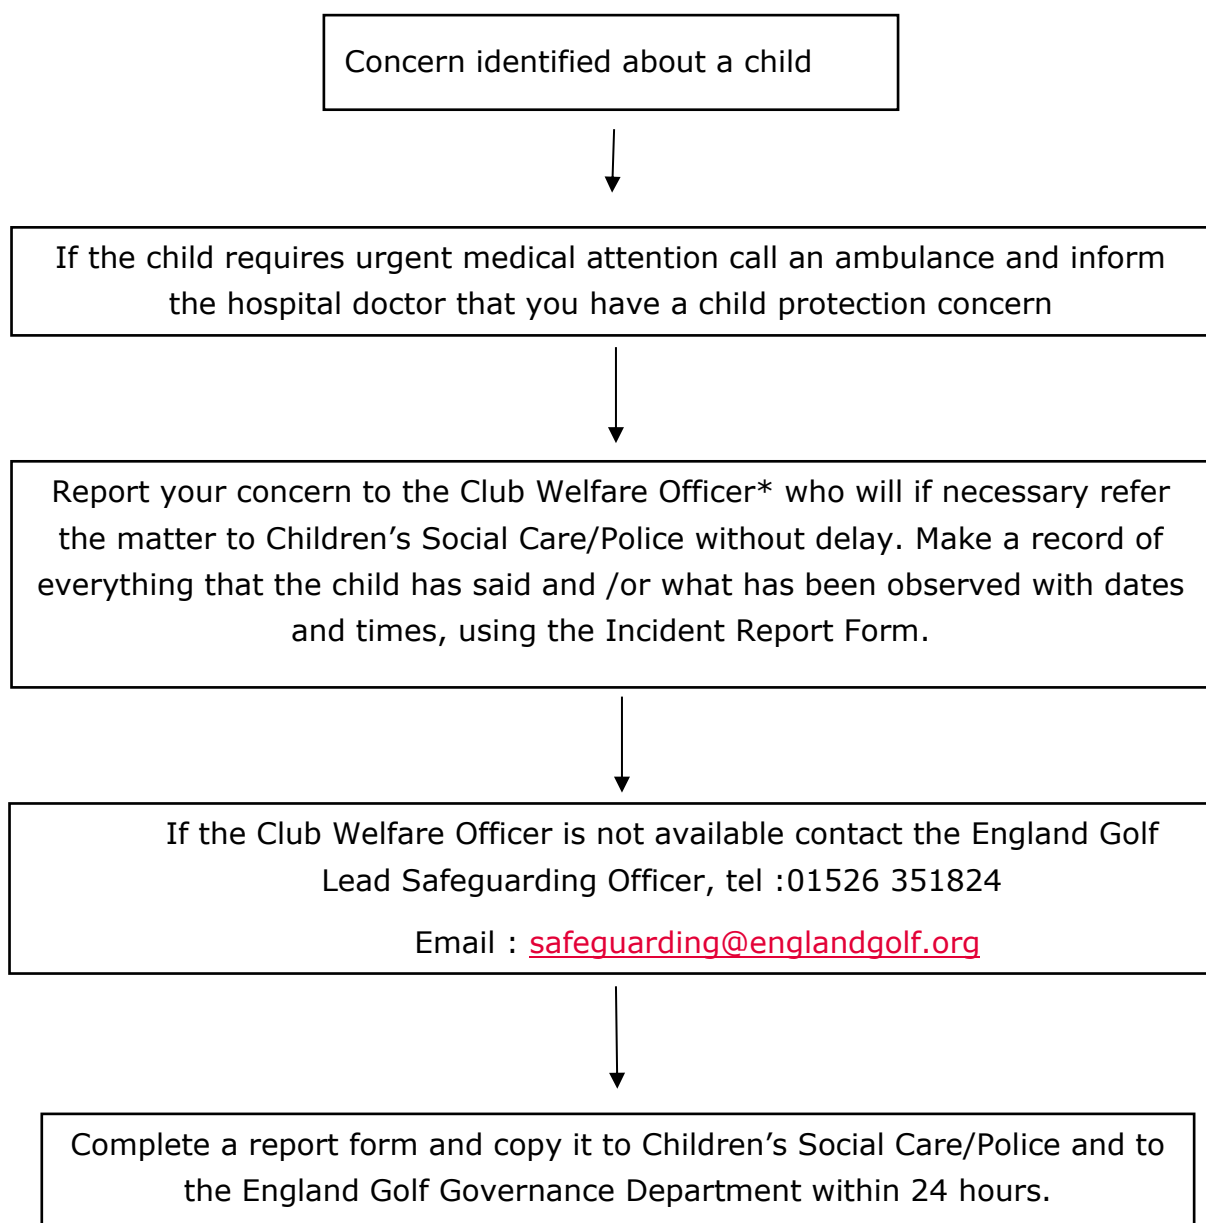 Concern identified about a child
If the child requires urgent medical attention call an ambulance and inform
the hospital doctor that you have a child protection concern
Report your concern to the Club Welfare Officer* who will if necessary refer
the matter to Children’s Social Care/Police without delay. Make a record of
everything that the child has said and /or what has been observed with dates
and times, using the Incident Report Form.
If the Club Welfare Officer is not available contact the England Golf
Lead Safeguarding Officer, tel :01526 351824
Email : safeguarding@englandgolf.org
Complete a report form and copy it to Children’s Social Care/Police and to
the England Golf Governance Department within 24 hours.